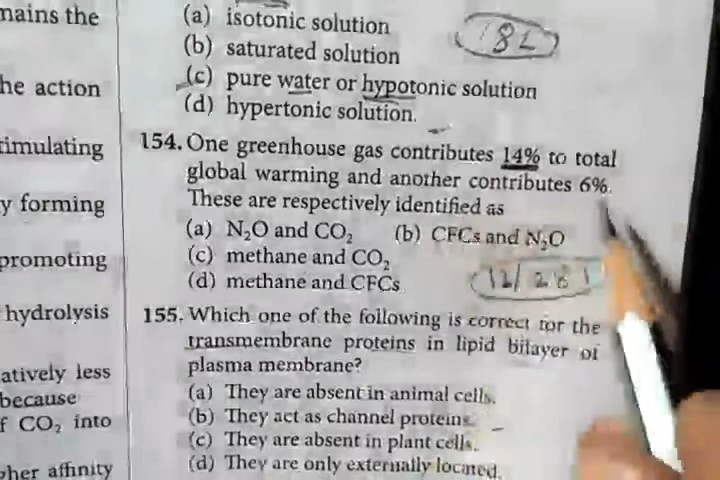 nains the
he action
timulating
y forming
promoting
hydrolysis
atively less
because
f CO₂ into
her affinity
(a) isotonic solution
(b) saturated solution
(c) pure water or hypotonic solution
(d) hypertonic solution.
154. One greenhouse gas contributes 14% to total
global warming and another contributes 6%.
These are respectively identified as
(a) N₂O and CO₂ (b) CFCs and N₂O
(c) methane and CO₂
(d) methane and CFCs
155. Which one of the following is correct for the
transmembrane proteins in lipid bilayer of
plasma membrane?
(a) They are absent in animal cells.
(b) They act as channel proteins.
(c) They are absent in plant cells.
(d) They are only externally located.